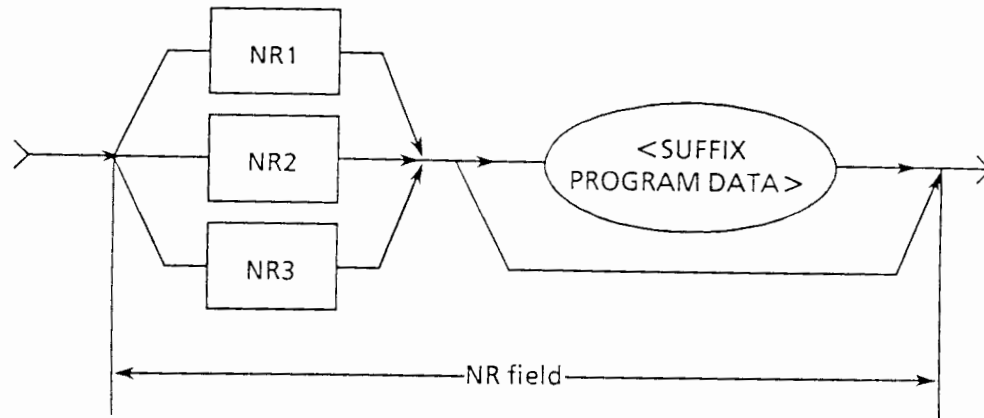 NR1
NR2
NR3
<SUFFIX
PROGRAM DATA>
NR field